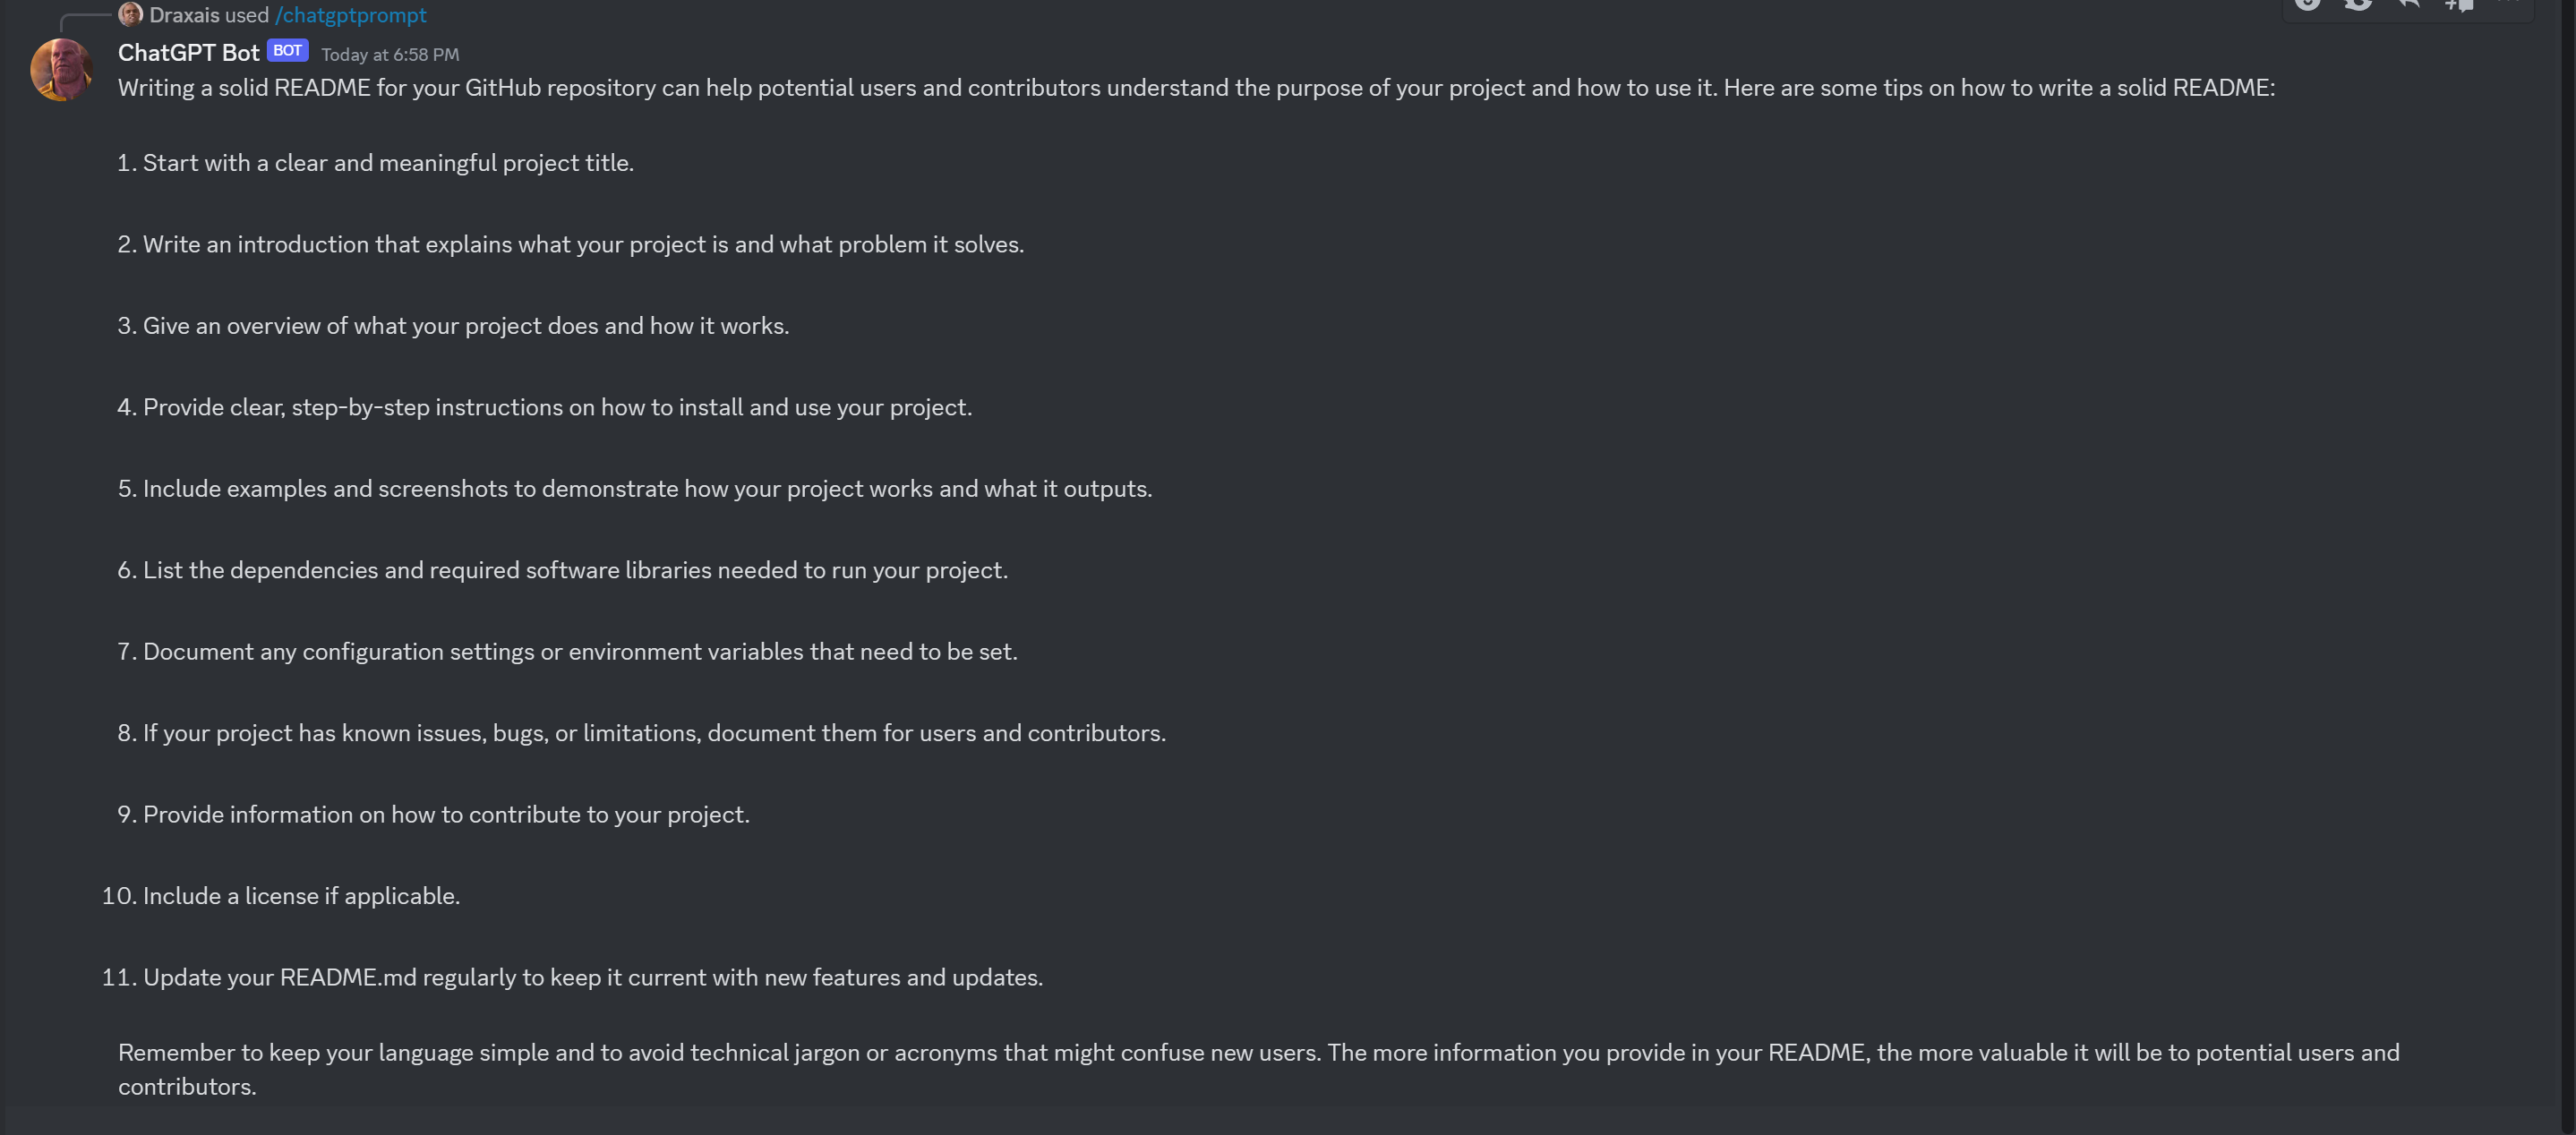 Draxais used /chatgptprompt
ChatGPT Bot BOT Today at 6:58 PM
Writing a solid README for your GitHub repository can help potential users and contributors understand the purpose of your project and how to use it. Here are some tips on how to write a solid README:
1. Start with a clear and meaningful project title.
2. Write an introduction that explains what your project is and what problem it solves.
3. Give an overview of what your project does and how it works.
4. Provide clear, step-by-step instructions on how to install and use your project.
5. Include examples and screenshots to demonstrate how your project works and what it outputs.
6. List the dependencies and required software libraries needed to run your project.
7. Document any configuration settings or environment variables that need to be set.
8. If your project has known issues, bugs, or limitations, document them for users and contributors.
9. Provide information on how to contribute to your project.
10. Include a license if applicable.
11. Update your README.md regularly to keep it current with new features and updates.
Remember to keep your language simple and to avoid technical jargon or acronyms that might confuse new users. The more information you provide in your README, the more valuable it will be to potential users and
contributors.